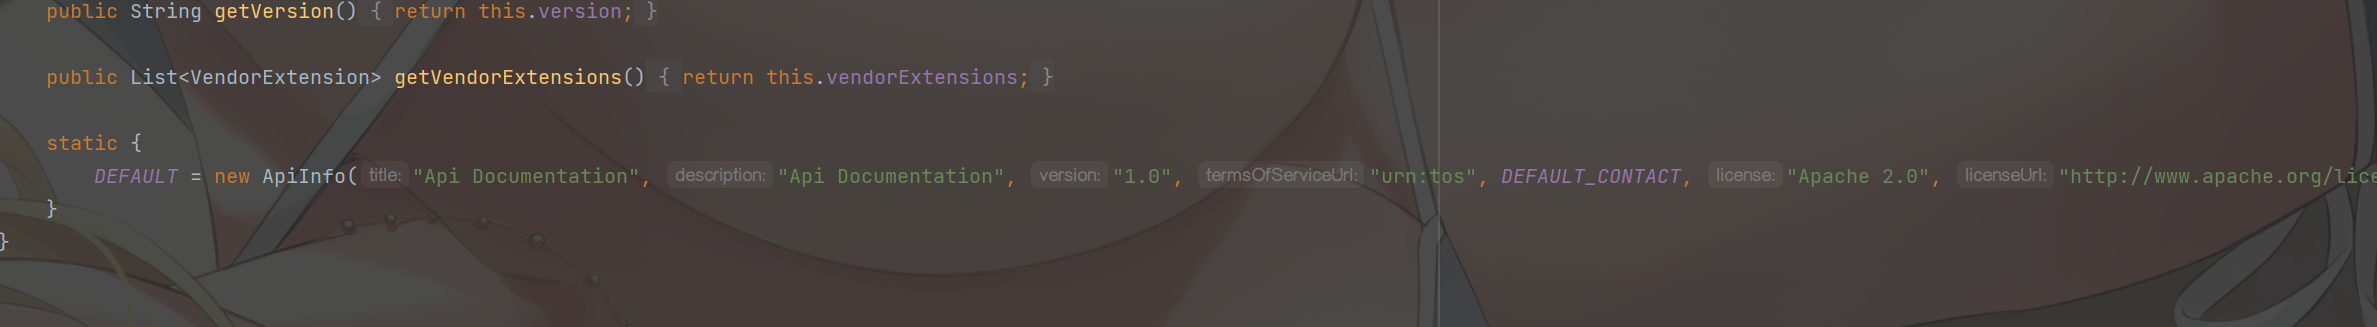 public String getVersion() { return this.version; }
public List<VendorExtension> getVendorExtensions() { return this.vendorExtensions; }
static {
DEFAULT = new ApiInfo( title: "Api Documentation", description: "Api Documentation", version: "1.0", termsOfServiceUrl: "urn:tos", DEFAULT_CONTACT, license: "Apache 2.0", licenseUrl: "http://www.apache.org/lice
}
}